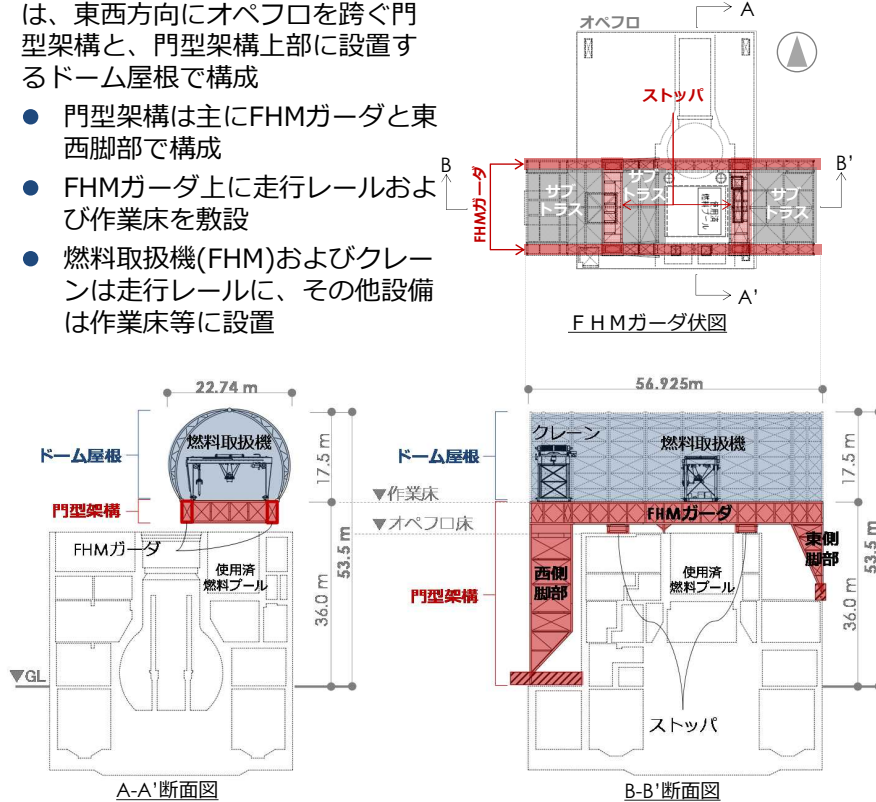 は、東西方向にオペフロを跨ぐ門
型架構と、門型架構上部に設置す
るドーム屋根で構成
● 門型架構は主にFHMガーダと東
西脚部で構成
● FHMガーダ上に走行レールおよ
び作業床を敷設
● 燃料取扱機(FHM)およびクレー
ンは走行レールに、その他設備
は作業床等に設置
A
オペフロ
ストッパ
B
B'
FHMガーダ
サブ
トラス
サブ
トラス
使用済
燃料プール
サブ
トラス
A'
ＦＨＭガーダ伏図
22.74 m
ドーム屋根
燃料取扱機
17.5 m
門型架構
▼作業床
▼オペフロ床
FHMガーダ
使用済
燃料プール
53.5 m
36.0 m
▼GL
A-A'断面図
56.925m
クレーン
ドーム屋根
燃料取扱機
17.5 m
FHMガーダ
東側
脚部
西側
脚部
使用済
燃料プール
門型架構
53.5 m
36.0 m
ストッパ
B-B'断面図